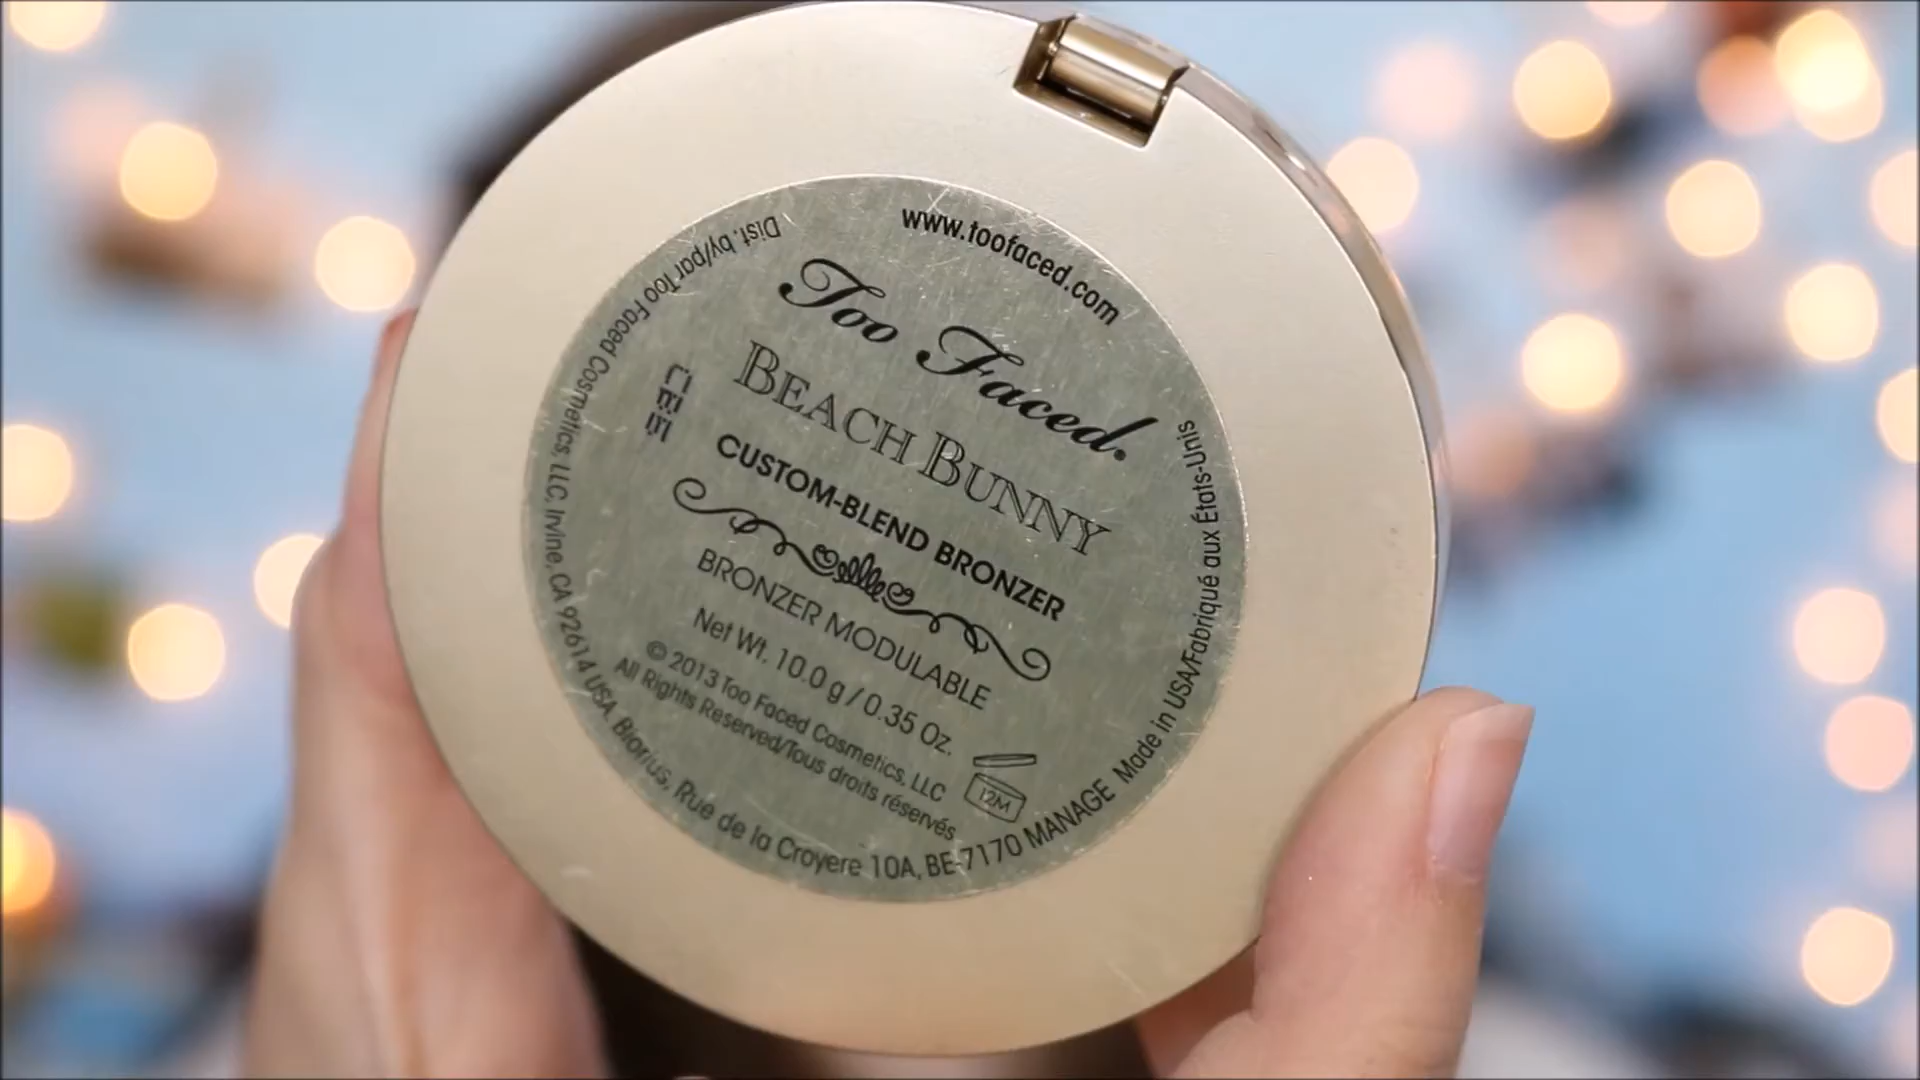 www.toofaced.com
Too Faced®
BEACH BUNNY
CUSTOM-BLEND BRONZER
BRONZER MODULABLE
Net Wt. 10.0 g / 0.35 Oz.
© 2013 Too Faced Cosmetics, LLC
All Rights Reserved/Tous droits réservés
12M
Dist. by/par Too Faced Cosmetics, LLC, Irvine, CA 92614 USA. Biorius, Rue de la Croyere 10A, BE-7170 MANAGE Made in USA/Fabriqué aux États-Unis